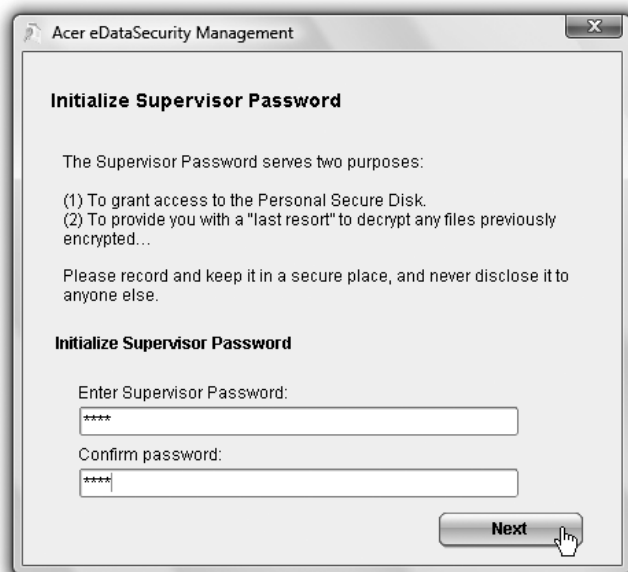 Acer eDataSecurity Management
Initialize Supervisor Password
The Supervisor Password serves two purposes:
(1) To grant access to the Personal Secure Disk.
(2) To provide you with a "last resort" to decrypt any files previously
encrypted...
Please record and keep it in a secure place, and never disclose it to
anyone else.
Initialize Supervisor Password
Enter Supervisor Password:
****
Confirm password:
****
Next